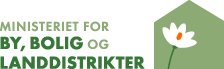 MINISTERIET FOR
BY, BOLIG OG
LANDDISTRIKTER